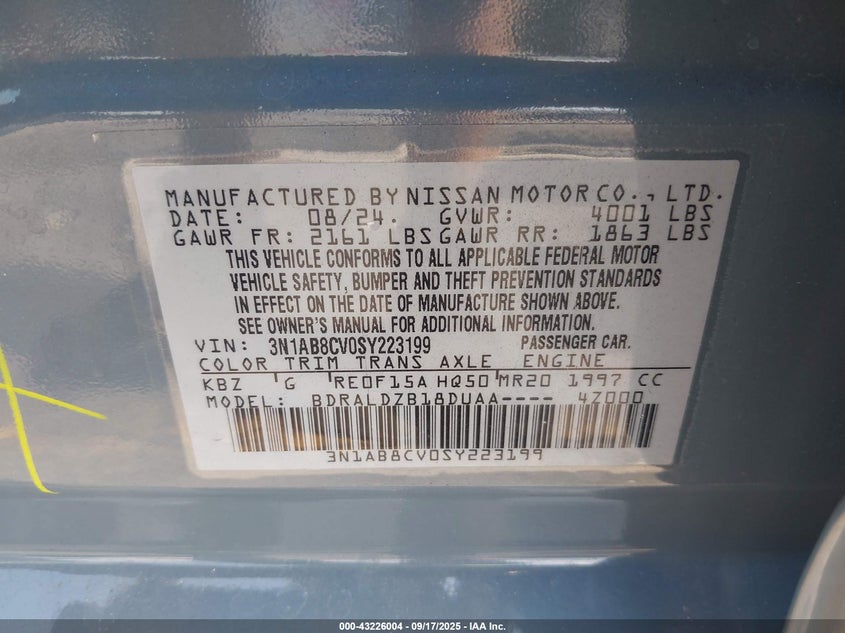 MANUFACTURED BY NISSAN MOTOR CO., LTD.
DATE: 08/24. GVWR: 4001 LBS
GAWR FR: 2161 LBS GAWR RR: 1863 LBS
THIS VEHICLE CONFORMS TO ALL APPLICABLE FEDERAL MOTOR
VEHICLE SAFETY, BUMPER AND THEFT PREVENTION STANDARDS
IN EFFECT ON THE DATE OF MANUFACTURE SHOWN ABOVE.
SEE OWNER'S MANUAL FOR ADDITIONAL INFORMATION.
VIN: 3N1AB8CV0SY223199 PASSENGER CAR.
COLOR TRIM TRANS AXLE ENGINE
KBZ G RE0F15A HQ50 MR20 1997 CC
MODEL: BDRALDZB18DUAA---- 4Z000
3N1AB8CV0SY223199
000-43226004 - 09/17/2025 - IAA Inc.